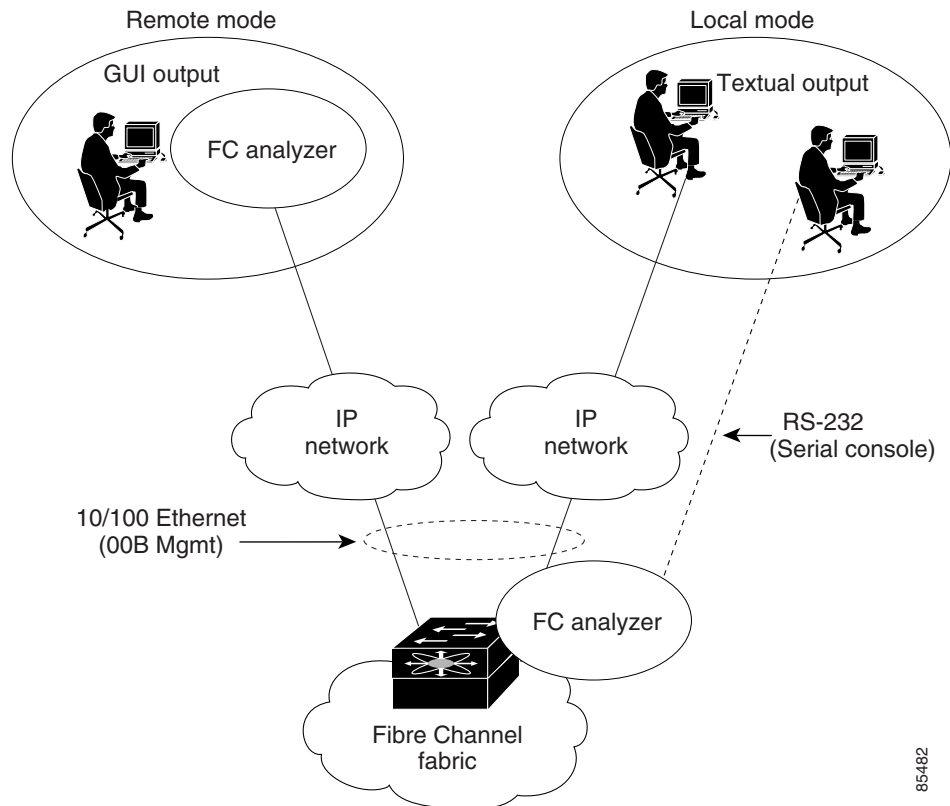 Remote mode
Local mode
GUI output
Textual output
FC analyzer
IP
network
IP
network
RS-232
(Serial console)
10/100 Ethernet
(00B Mgmt)
FC analyzer
Fibre Channel
fabric
85482